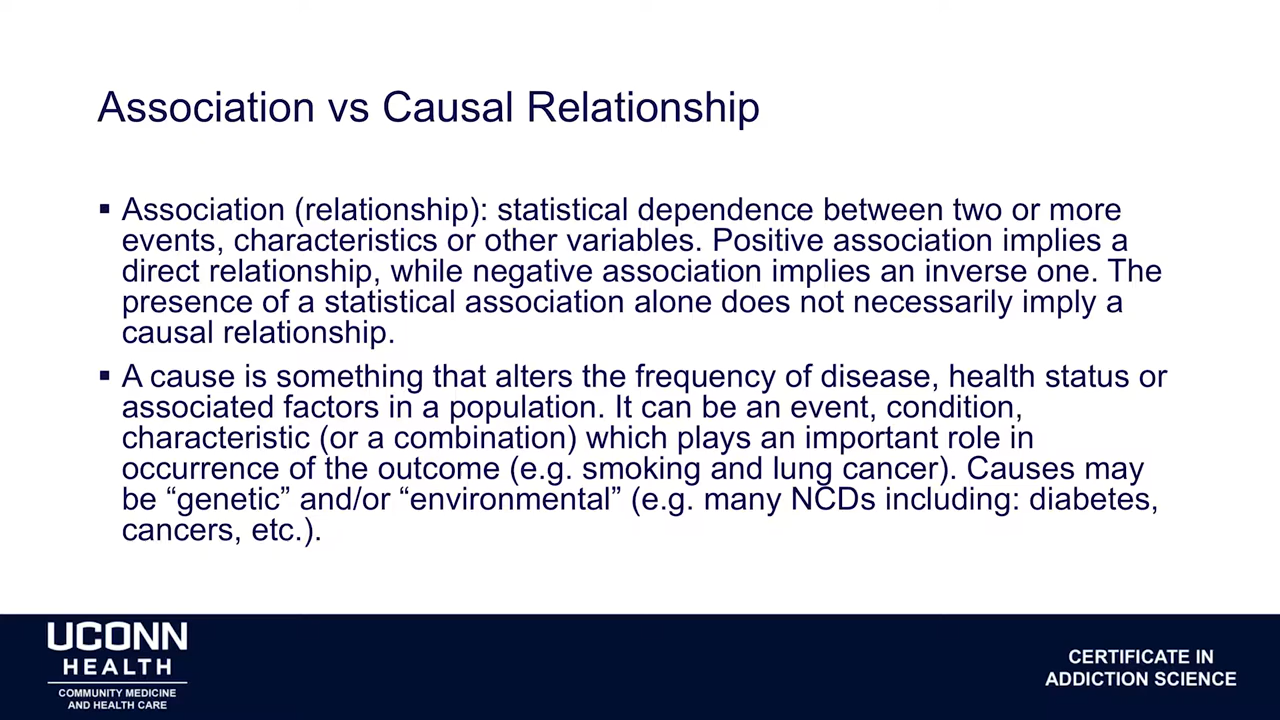 Association vs Causal Relationship
▪ Association (relationship): statistical dependence between two or more
events, characteristics or other variables. Positive association implies a
direct relationship, while negative association implies an inverse one. The
presence of a statistical association alone does not necessarily imply a
causal relationship.
▪ A cause is something that alters the frequency of disease, health status or
associated factors in a population. It can be an event, condition,
characteristic (or a combination) which plays an important role in
occurrence of the outcome (e.g. smoking and lung cancer). Causes may
be “genetic” and/or “environmental” (e.g. many NCDs including: diabetes,
cancers, etc.).
UCONN
HEALTH
COMMUNITY MEDICINE
AND HEALTH CARE
CERTIFICATE IN
ADDICTION SCIENCE